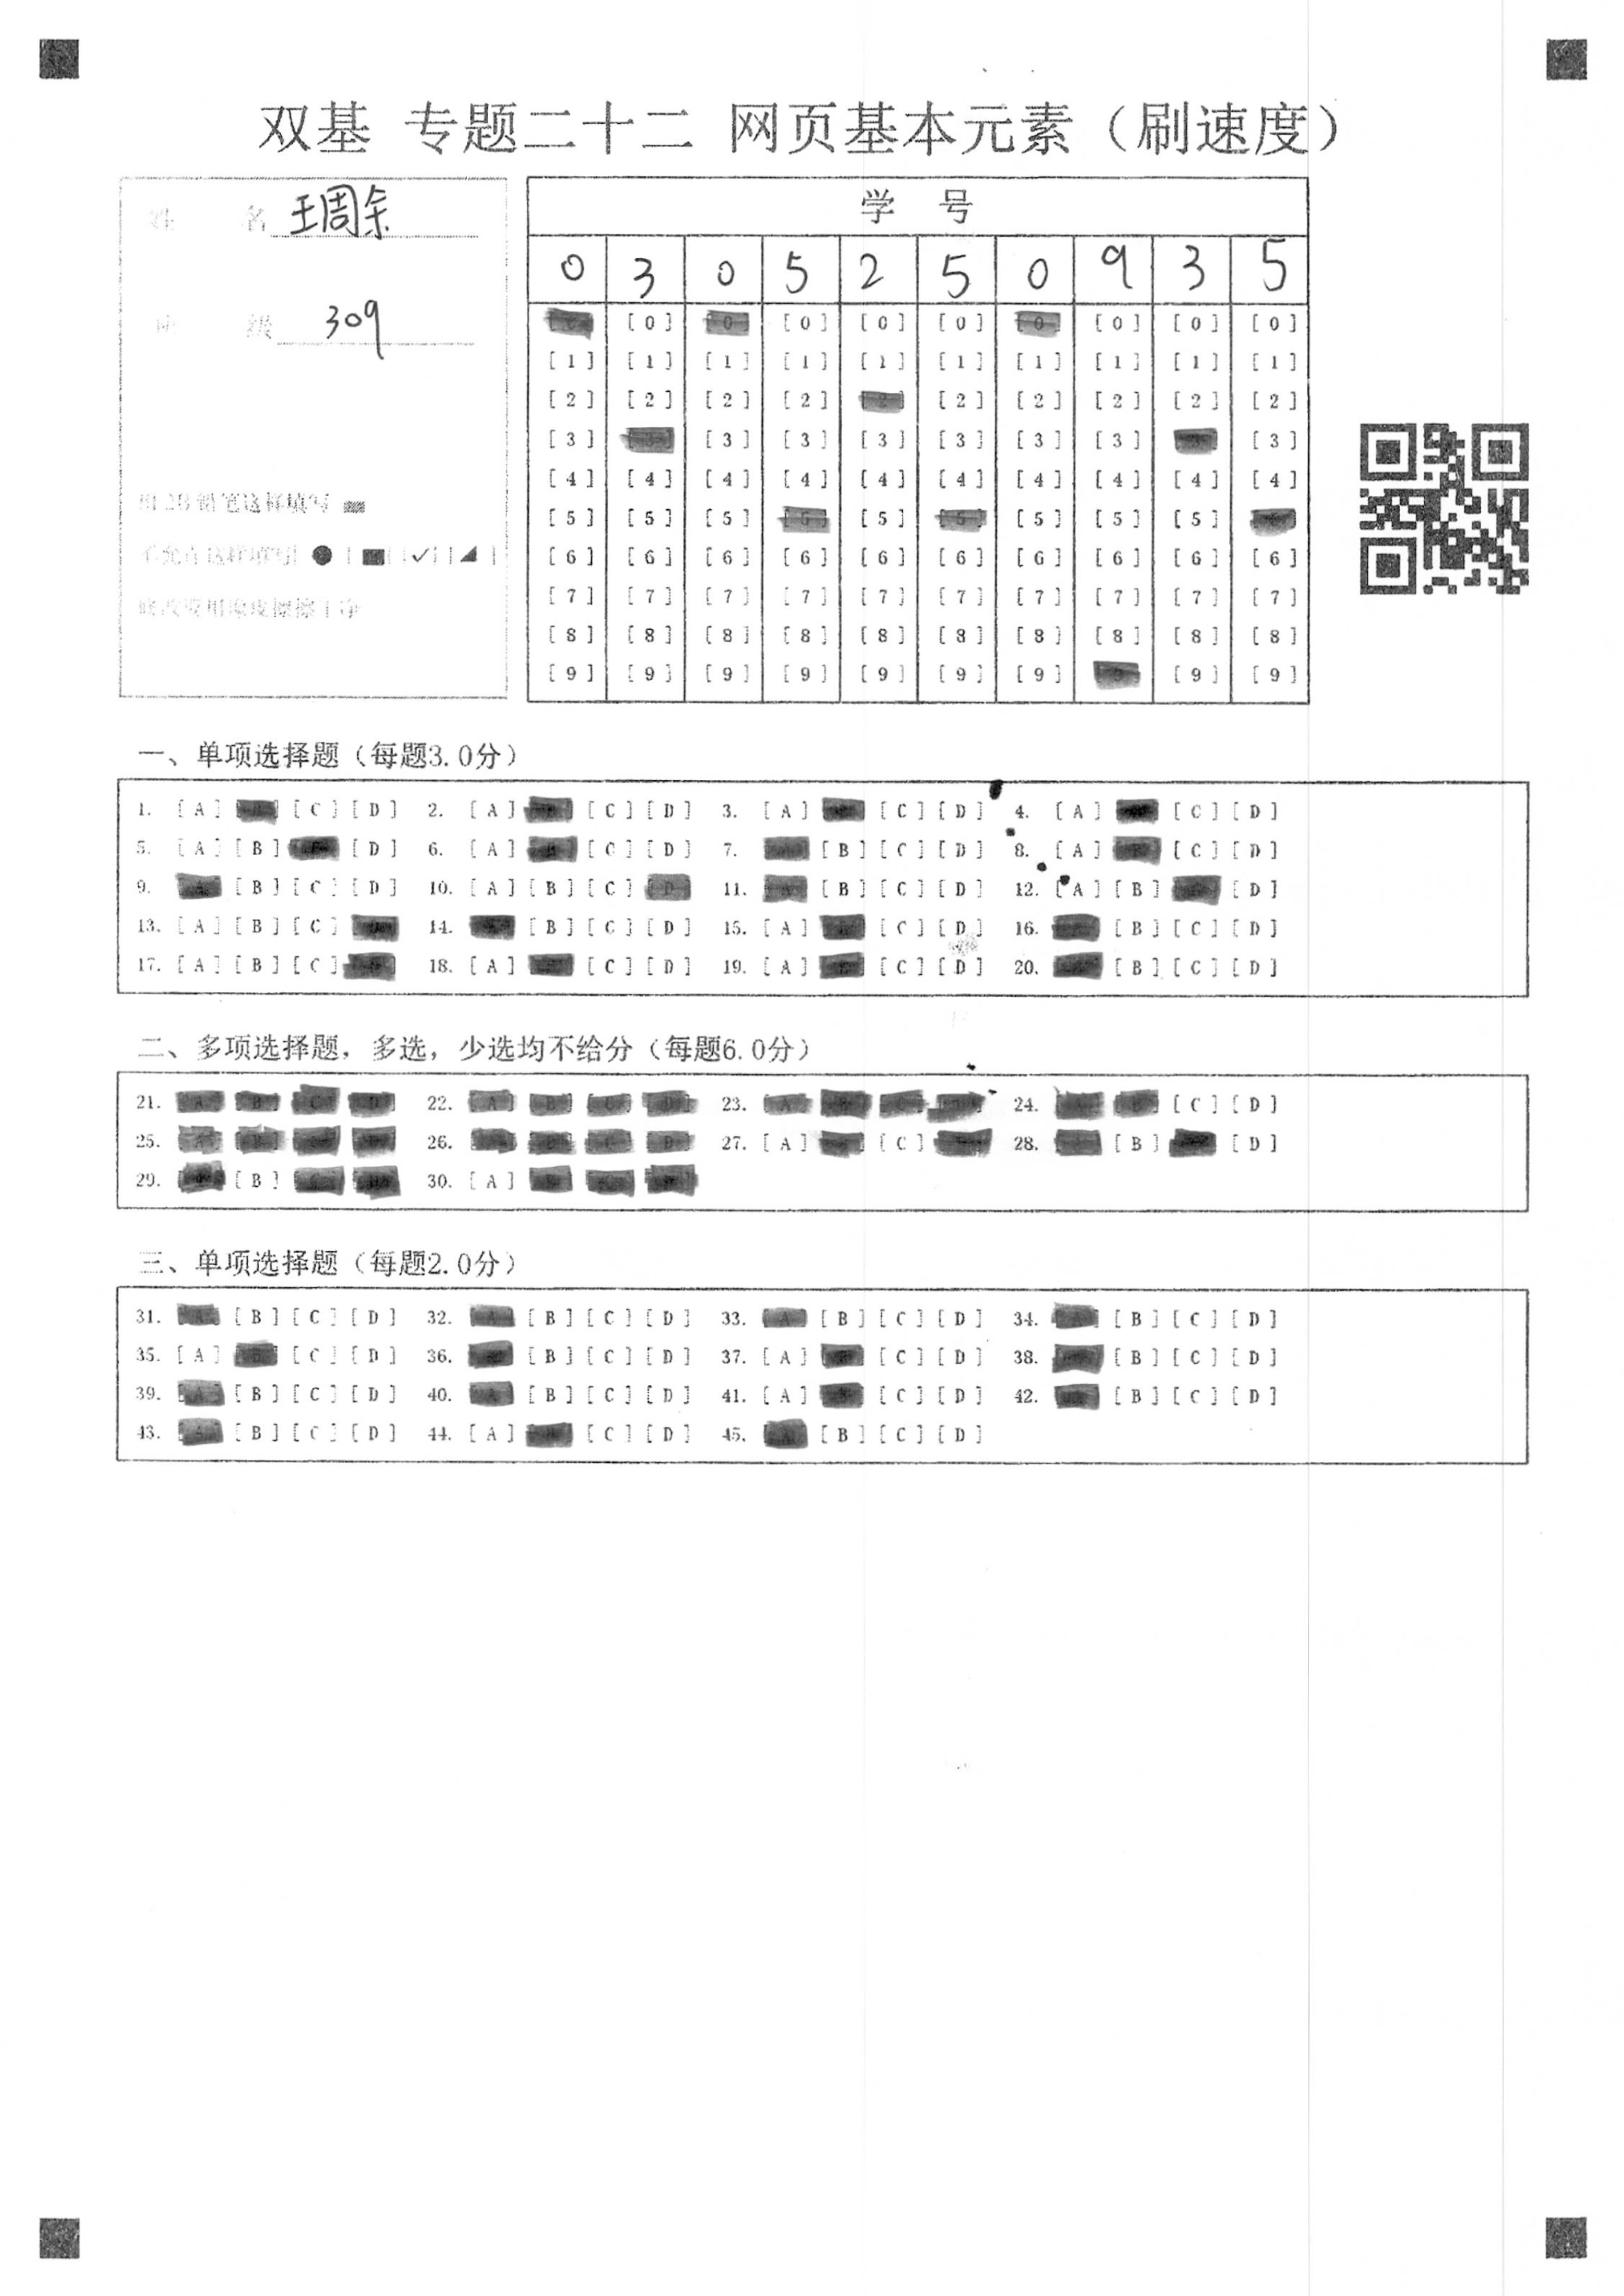 双基 专题二十二 网页基本元素（刷速度）
姓 名 王周余
班 级 309
用2B铅笔这样填写
不允许这样填写[●][■][✓][◢]
修改要用橡皮擦擦干净
学 号
0 3 0 5 2 5 0 9 3 5
[0] [0] [0] [0] [0] [0] [0]
[1] [1] [1] [1] [1] [1] [1] [1] [1] [1]
[2] [2] [2] [2] [2] [2] [2] [2] [2] [2]
[3] [3] [3] [3] [3] [3] [3] [3]
[4] [4] [4] [4] [4] [4] [4] [4] [4] [4]
[5] [5] [5] [5] [5] [5] [5] [5] [5]
[6] [6] [6] [6] [6] [6] [6] [6] [6] [6]
[7] [7] [7] [7] [7] [7] [7] [7] [7] [7]
[8] [8] [8] [8] [8] [8] [8] [8] [8] [8]
[9] [9] [9] [9] [9] [9] [9] [9] [9]
一、单项选择题（每题3.0分）
1. [A] [C] [D] 2. [A] [C] [D] 3. [A] [C] [D] 4. [A] [C] [D]
5. [A] [B] [D] 6. [A] [C] [D] 7. [B] [C] [D] 8. [A] [C] [D]
9. [B] [C] [D] 10. [A] [B] [C] [D] 11. [B] [C] [D] 12. [A] [B] [D]
13. [A] [B] [C] 14. [B] [C] [D] 15. [A] [C] [D] 16. [B] [C] [D]
17. [A] [B] [C] 18. [A] [C] [D] 19. [A] [C] [D] 20. [B] [C] [D]
二、多项选择题，多选，少选均不给分（每题6.0分）
21. 22. 23. 24. [C] [D]
25. 26. 27. [A] [C] 28. [B] [D]
29. [B] 30. [A]
三、单项选择题（每题2.0分）
31. [B] [C] [D] 32. [B] [C] [D] 33. [B] [C] [D] 34. [B] [C] [D]
35. [A] [C] [D] 36. [B] [C] [D] 37. [A] [C] [D] 38. [B] [C] [D]
39. [B] [C] [D] 40. [B] [C] [D] 41. [A] [C] [D] 42. [B] [C] [D]
43. [B] [C] [D] 44. [A] [C] [D] 45. [B] [C] [D]